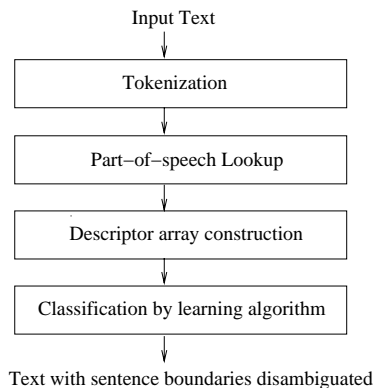 Input Text
Tokenization
Part-of-speech Lookup
Descriptor array construction
Classification by learning algorithm
Text with sentence boundaries disambiguated